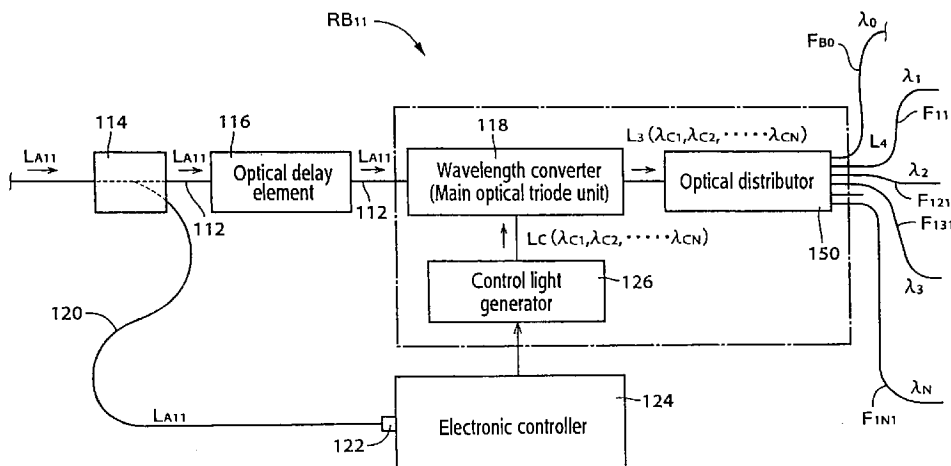 RB11
λ0
FB0
λ1
F11
114
116
118
L3 (λC1, λC2, ····· λCN)
L4
LA11
LA11
LA11
Optical delay
element
Wavelength converter
(Main optical triode unit)
Optical distributor
λ2
F121
112
112
F131
150
LC (λC1, λC2, ····· λCN)
Control light
generator
126
λ3
120
λN
F1N1
LA11
122
124
Electronic controller